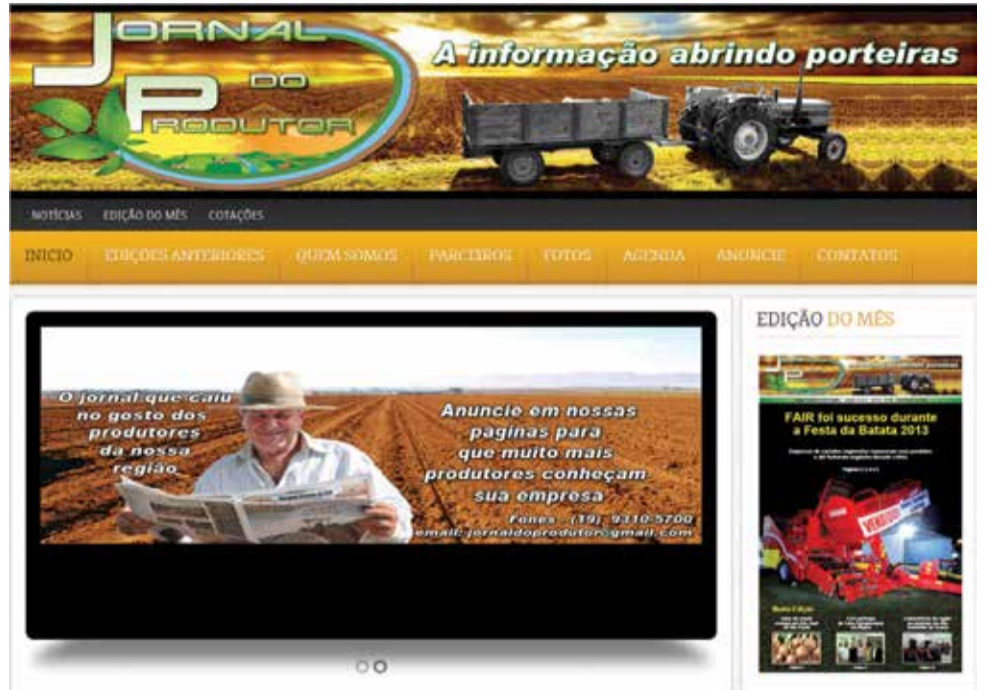 JORNAL
DO
PRODUTOR
A informação abrindo porteiras
NOTÍCIAS EDIÇÃO DO MÊS COTAÇÕES
INICIO EDIÇÕES ANTERIORES QUEM SOMOS PARCEIROS FOTOS AGENDA ANUNCIE CONTATOS
O jornal que caiu
no gosto dos
produtores
da nossa
região
Anuncie em nossas
paginas para
que muito mais
produtores conheçam
sua empresa
Fones - (19) 9310-5700
email: jornaldoprodutor@gmail.com
EDIÇÃO DO MÊS
FAIR foi sucesso durante
a Festa da Batata 2013
VENTURO